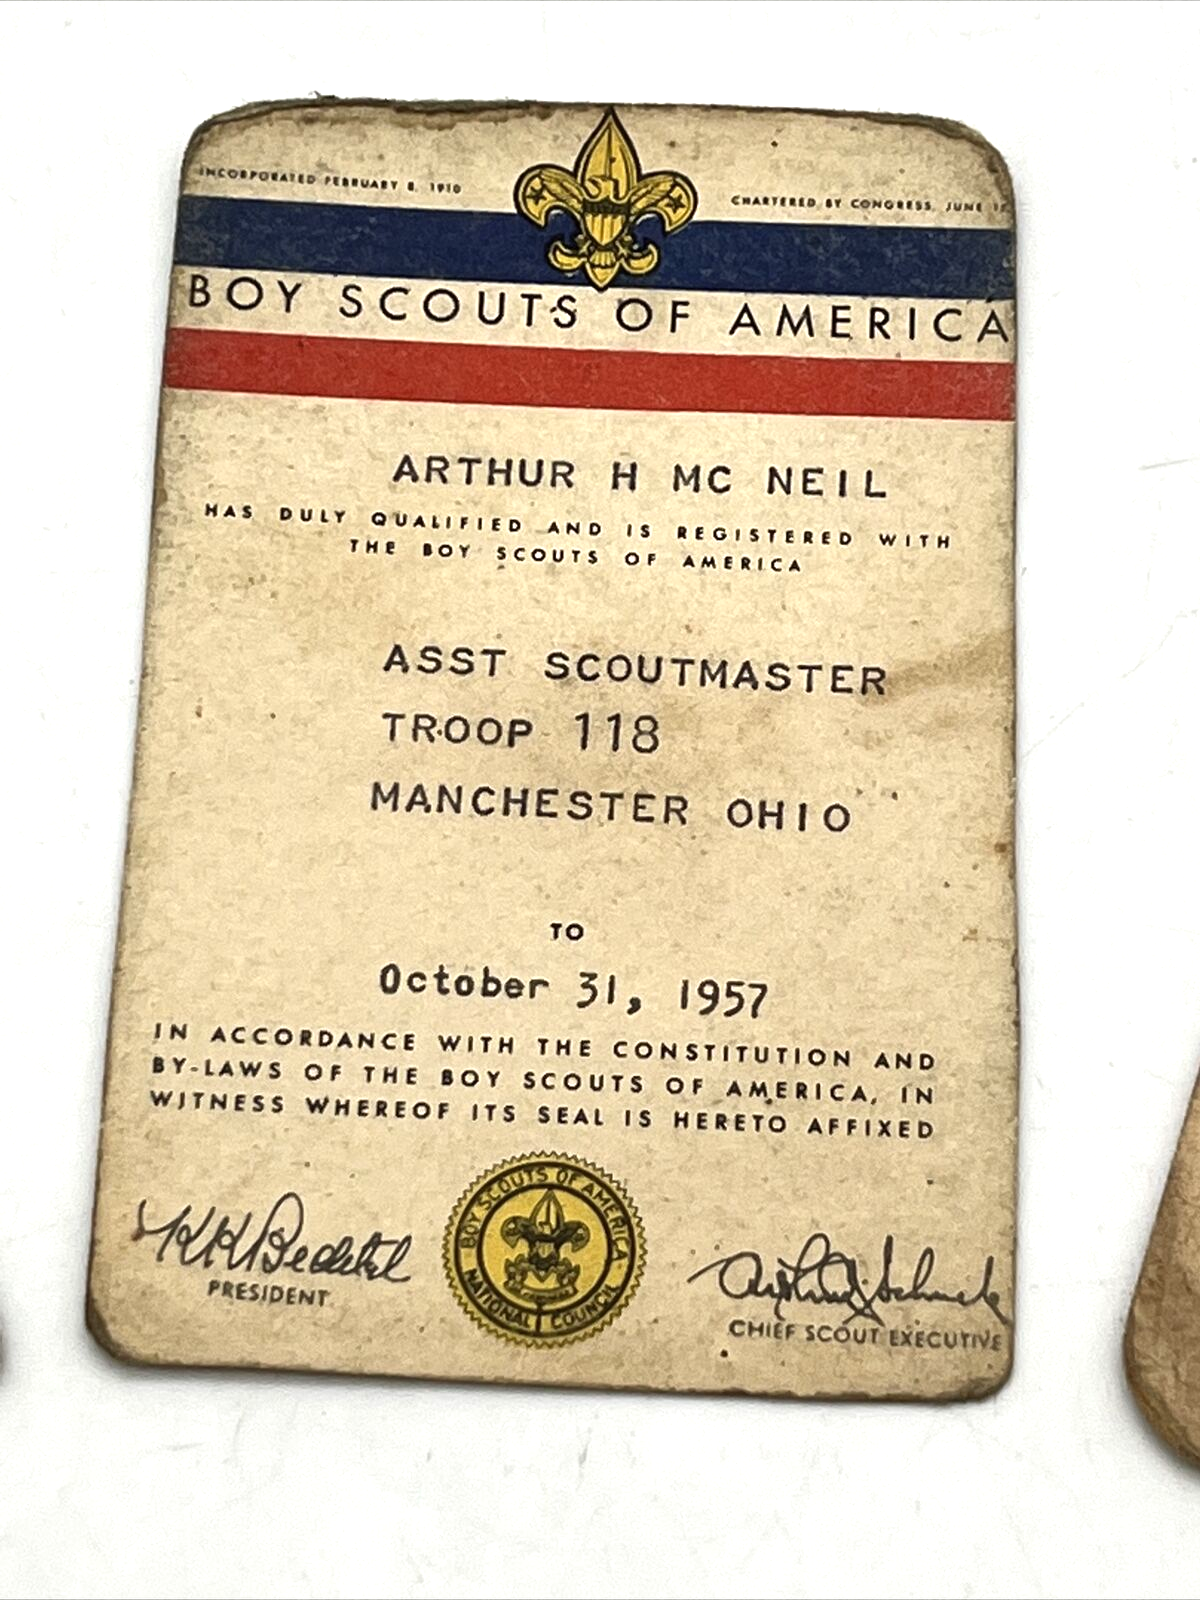 INCORPORATED FEBRUARY 8, 1910
CHARTERED BY CONGRESS, JUNE 15
BOY SCOUTS OF AMERICA
ARTHUR H MC NEIL
HAS DULY QUALIFIED AND IS REGISTERED WITH
THE BOY SCOUTS OF AMERICA
ASST SCOUTMASTER
TROOP 118
MANCHESTER OHIO
TO
October 31, 1957
IN ACCORDANCE WITH THE CONSTITUTION AND
BY-LAWS OF THE BOY SCOUTS OF AMERICA, IN
WITNESS WHEREOF ITS SEAL IS HERETO AFFIXED
BOY SCOUTS OF AMERICA
NATIONAL COUNCIL
PRESIDENT
CHIEF SCOUT EXECUTIVE